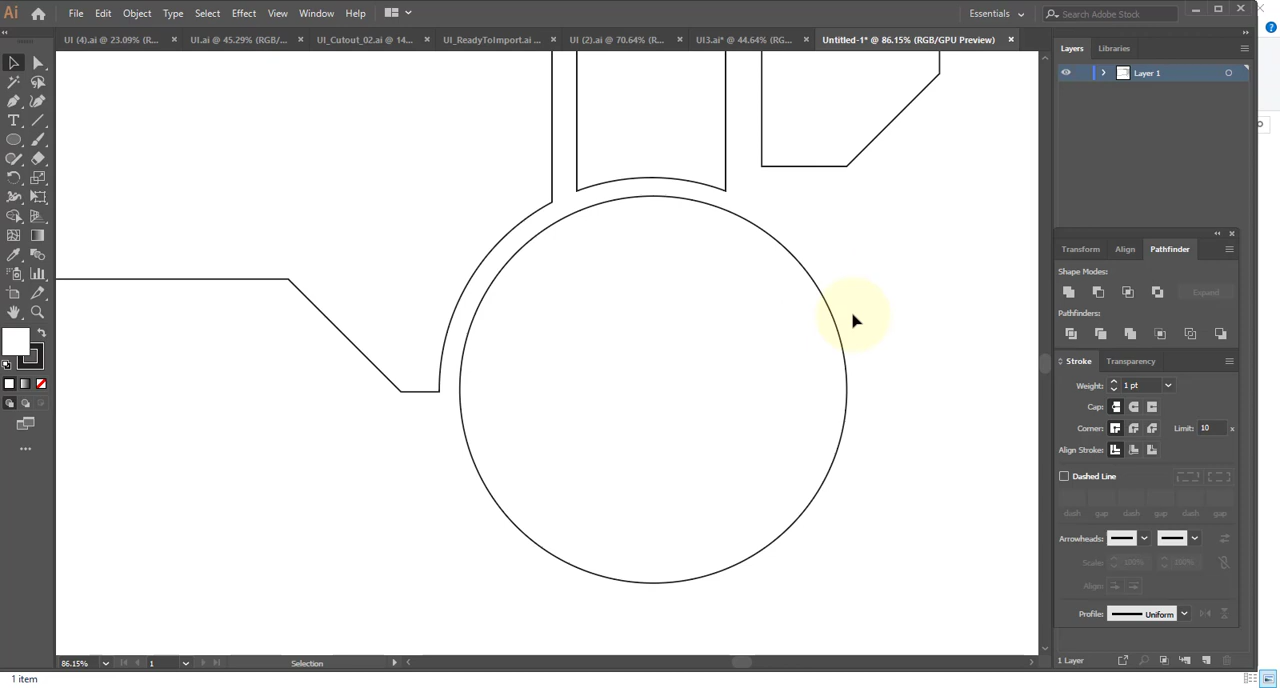 Ai File Edit Object Type Select Effect View Window Help Essentials Search Adobe Stock
UI (4).ai @ 23.09% (R... UI.ai @ 45.29% (RGB/... UI_Cutout_02.ai @ 14... UI_ReadyToImport.ai ... UI (2).ai @ 70.64% (R... UI3.ai* @ 44.64% (RGB... Untitled-1* @ 86.15% (RGB/GPU Preview)
Layers Libraries
Layer 1
Transform Align Pathfinder
Shape Modes:
Expand
Pathfinders:
Stroke Transparency
Weight: 1 pt
Cap:
Corner: Limit: 10 x
Align Stroke:
Dashed Line
dash gap dash gap dash gap
Arrowheads:
Scale: 100% 100%
Align:
Profile: Uniform
86.15% 1 Selection 1 Layer
1 item